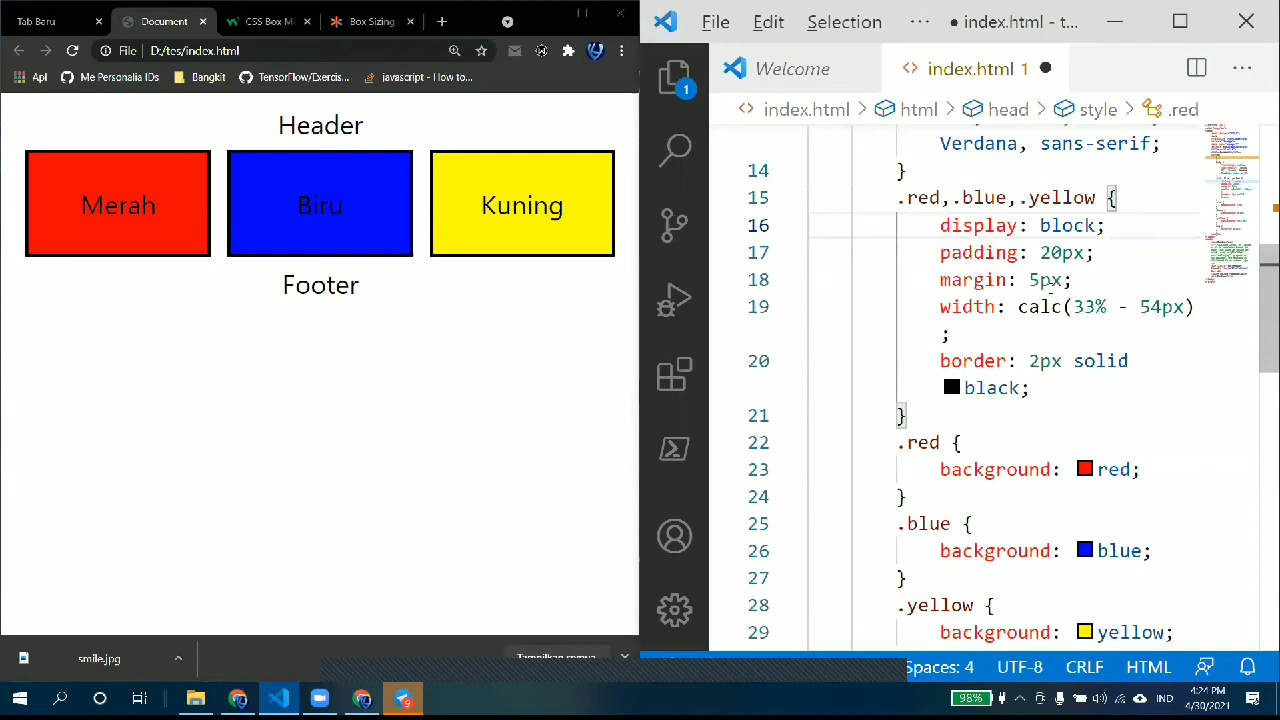 Tab Baru
Document
CSS Box M
Box Sizing
File
D:/tes/index.html
Apl
Me Personalia IDs
Bangkit
TensorFlow/Exercis...
javascript - How to...
Header
Merah
Biru
Kuning
Footer
smile.jpg
Tampilkan semua
File
Edit
Selection
···
● index.html - t...
Welcome
index.html 1
index.html > html > head > style > .red
Verdana, sans-serif;
14 }
15 .red,.blue,.yellow {
16 display: block;
17 padding: 20px;
18 margin: 5px;
19 width: calc(33% - 54px)
;
20 border: 2px solid
black;
21 }
22 .red {
23 background: red;
24 }
25 .blue {
26 background: blue;
27 }
28 .yellow {
29 background: yellow;
1
Spaces: 4
UTF-8
CRLF
HTML
98%
IND
4:24 PM
4/30/2021